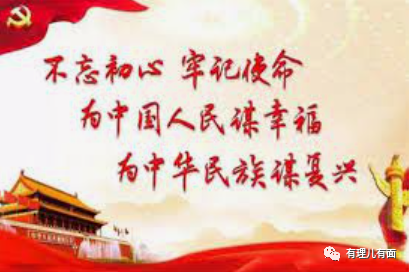 不忘初心 牢记使命
为中国人民谋幸福
为中华民族谋复兴
有理儿有面